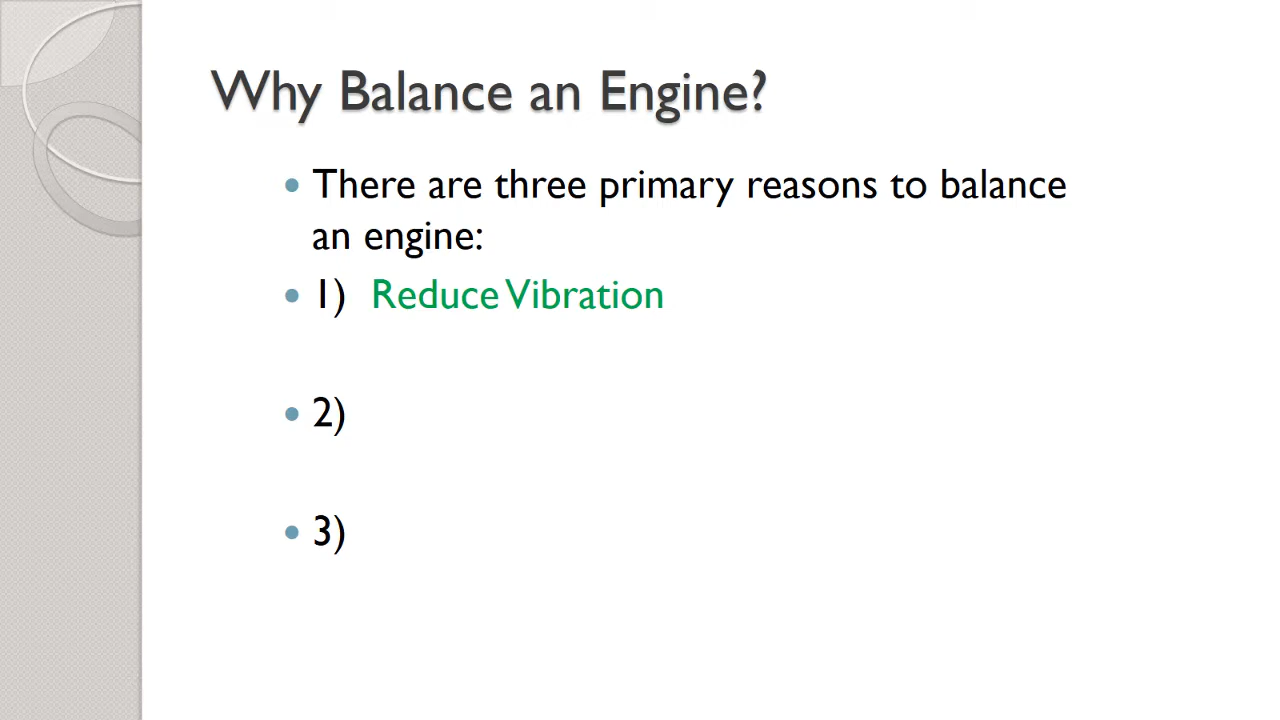 Why Balance an Engine?
• There are three primary reasons to balance
an engine:
• 1) Reduce Vibration
• 2)
• 3)